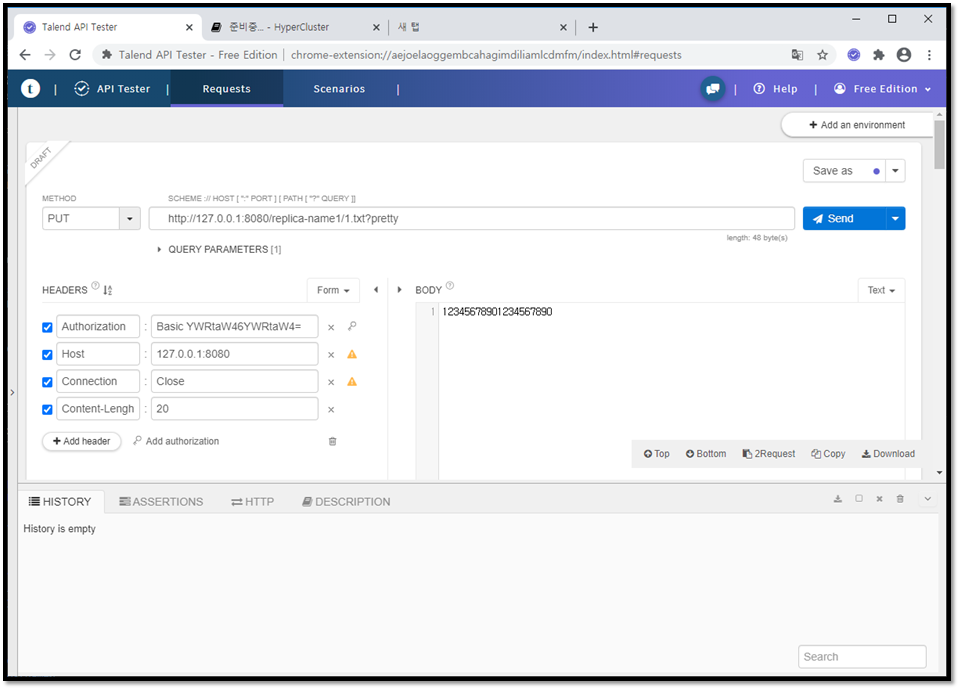 Talend API Tester
준비중... - HyperCluster
새 탭
Talend API Tester - Free Edition | chrome-extension://aejoelaoggembcahagimdiliamlcdmfm/index.html#requests
t | API Tester | Requests Scenarios | | Help | Free Edition
+ Add an environment
DRAFT
Save as
METHOD SCHEME :// HOST [ ":" PORT ] [ PATH [ "?" QUERY ]]
PUT http://127.0.0.1:8080/replica-name1/1.txt?pretty Send
length: 48 byte(s)
QUERY PARAMETERS [1]
HEADERS Form BODY Text
1 12345678901234567890
Authorization : Basic YWRtaW46YWRtaW4=
Host : 127.0.0.1:8080
Connection : Close
Content-Lengh : 20
+ Add header Add authorization
Top Bottom 2Request Copy Download
HISTORY ASSERTIONS HTTP DESCRIPTION
History is empty
Search